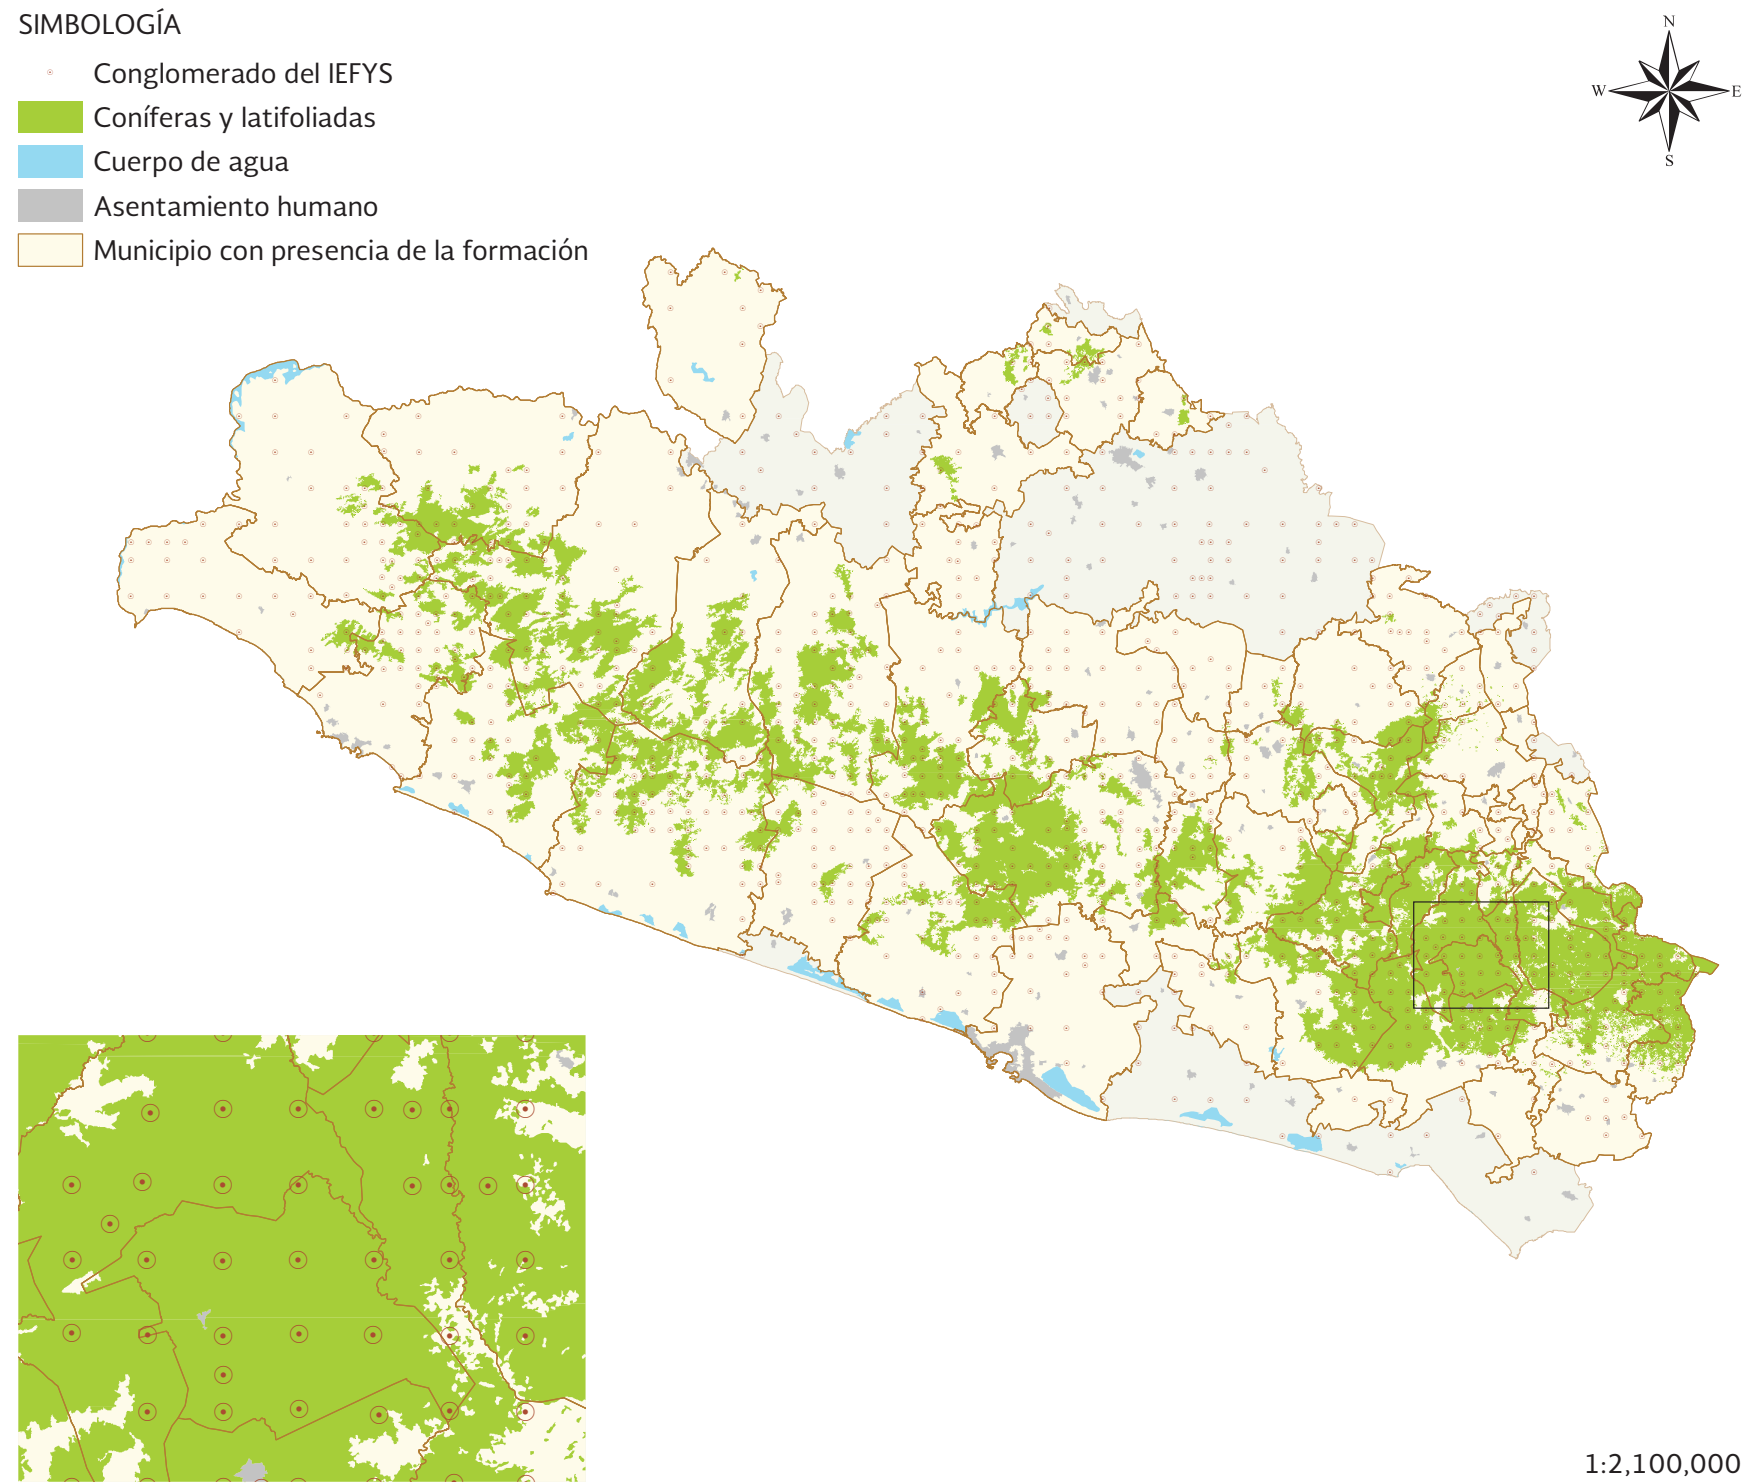 SIMBOLOGÍA
Conglomerado del IEFYS
Coníferas y latifoliadas
Cuerpo de agua
Asentamiento humano
Municipio con presencia de la formación
N
W
E
S
1:2,100,000